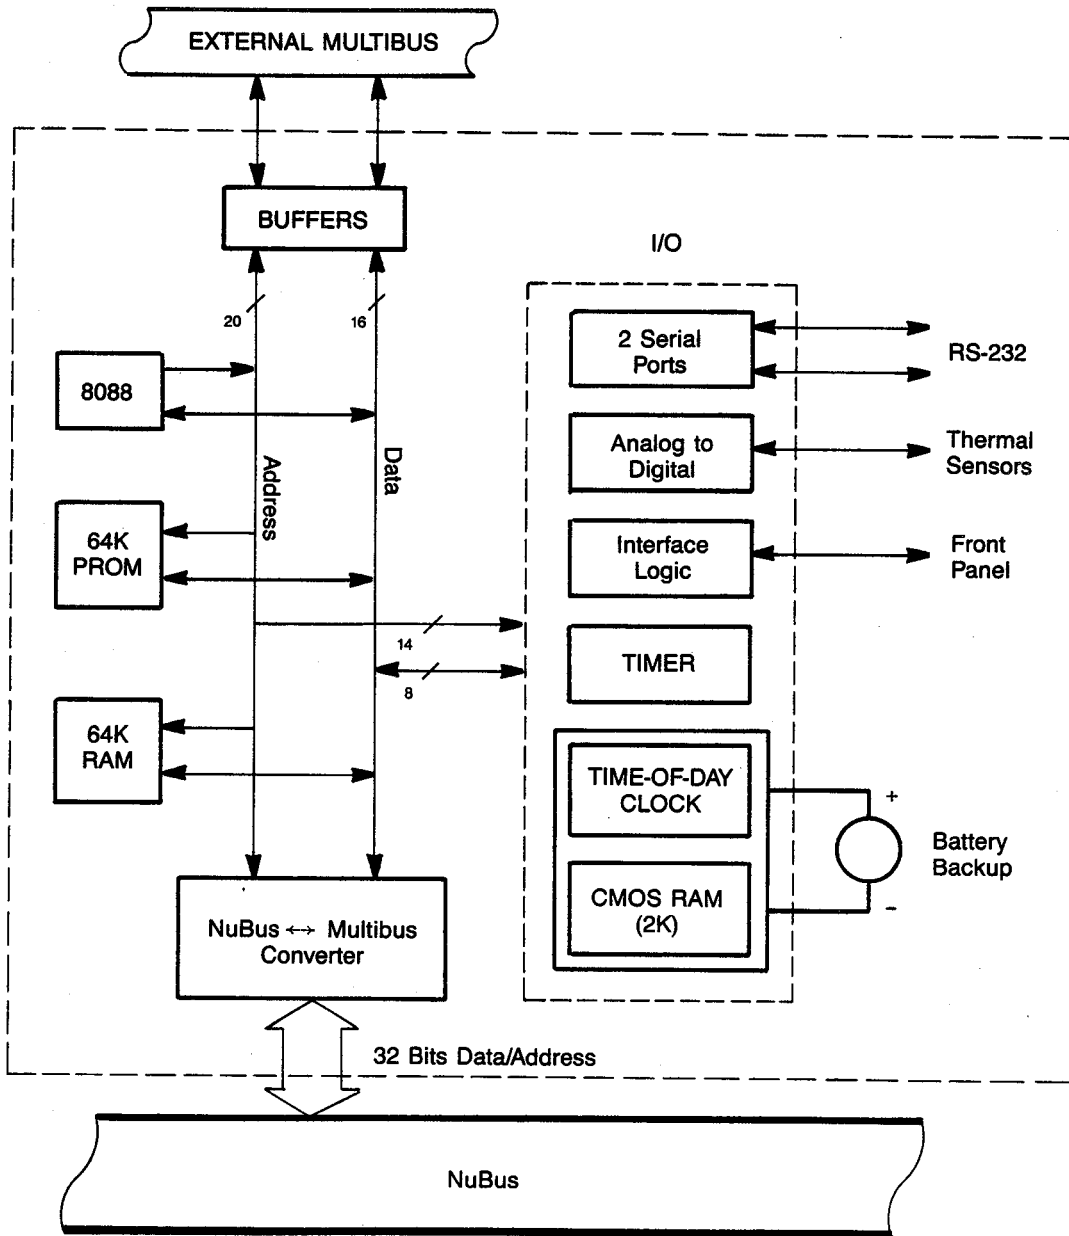 EXTERNAL MULTIBUS
BUFFERS
I/O
20
16
2 Serial
Ports
RS-232
8088
Address
Data
Analog to
Digital
Thermal
Sensors
64K
PROM
Interface
Logic
Front
Panel
14
8
TIMER
64K
RAM
TIME-OF-DAY
CLOCK
+
Battery
Backup
−
CMOS RAM
(2K)
NuBus ↔ Multibus
Converter
32 Bits Data/Address
NuBus